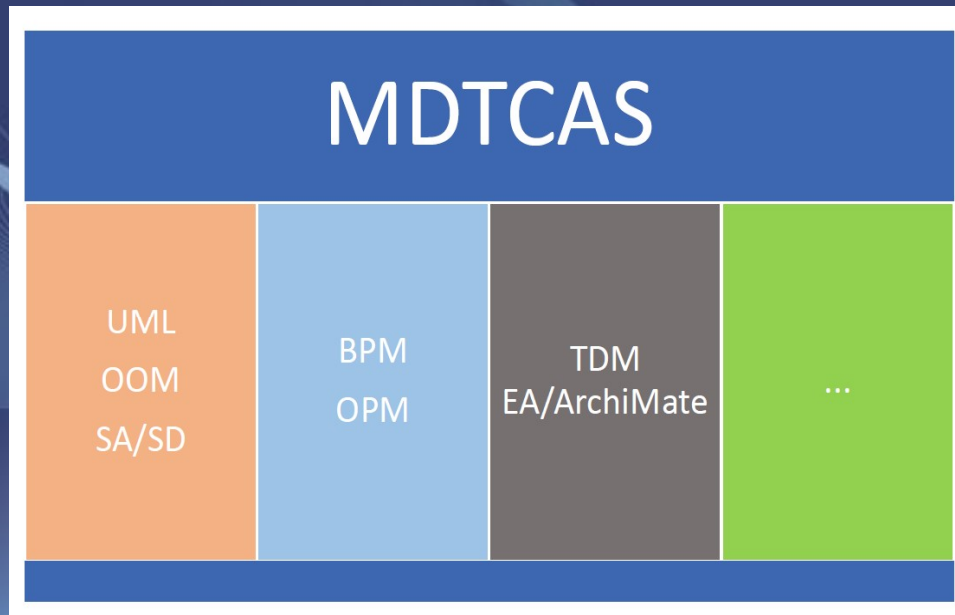 MDTCAS
UML
OOM
SA/SD
BPM
OPM
TDM
EA/ArchiMate
...